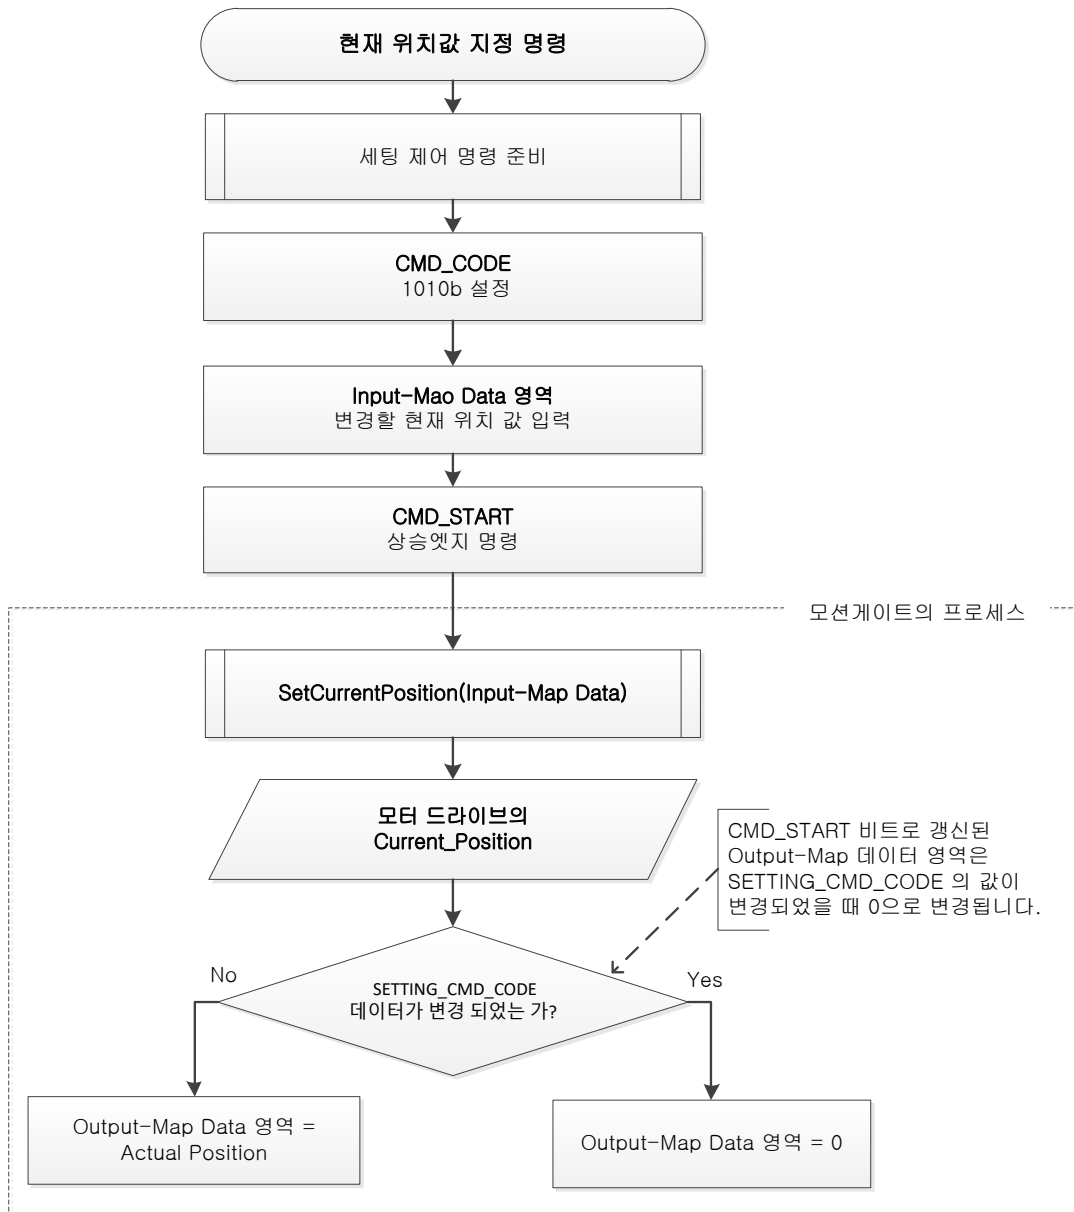 현재 위치값 지정 명령
세팅 제어 명령 준비
CMD_CODE
1010b 설정
Input-Mao Data 영역
변경할 현재 위치 값 입력
CMD_START
상승엣지 명령
모션게이트의 프로세스
SetCurrentPosition(Input-Map Data)
모터 드라이브의
Current_Position
CMD_START 비트로 갱신된
Output-Map 데이터 영역은
SETTING_CMD_CODE 의 값이
변경되었을 때 0으로 변경됩니다.
No
Yes
SETTING_CMD_CODE
데이터가 변경 되었는 가?
Output-Map Data 영역 =
Actual Position
Output-Map Data 영역 = 0